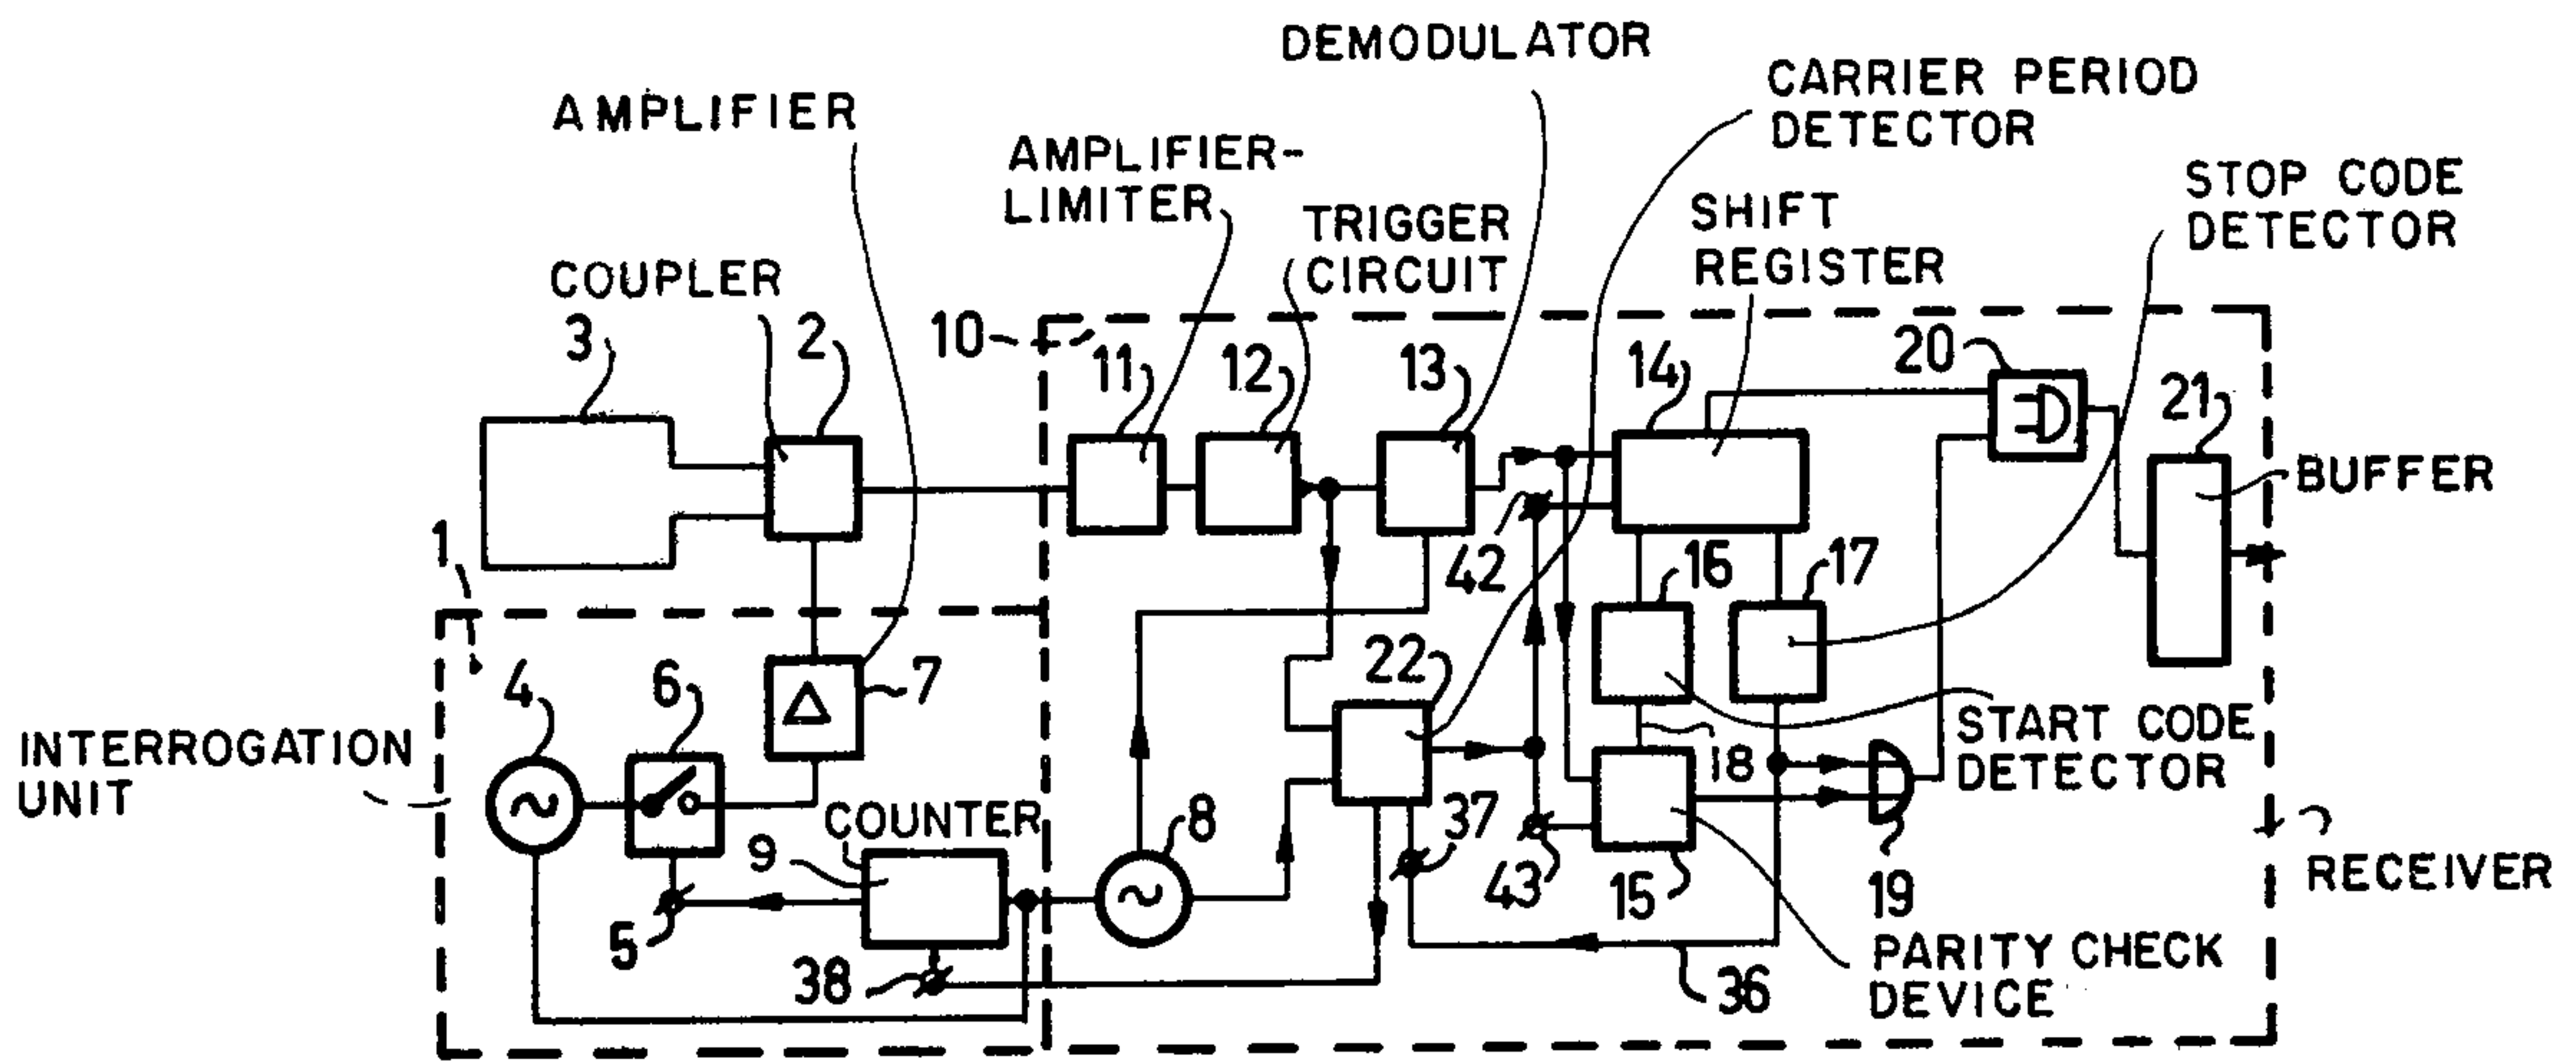 DEMODULATOR
CARRIER PERIOD
DETECTOR
AMPLIFIER
AMPLIFIER-
LIMITER
STOP CODE
DETECTOR
TRIGGER
CIRCUIT
SHIFT
REGISTER
COUPLER
3
2
10
11
12
13
14
20
21
BUFFER
1
42
16
17
22
4
6
7
INTERROGATION
UNIT
START CODE
DETECTOR
18
8
COUNTER
9
37
43
15
19
RECEIVER
5
38
36
PARITY CHECK
DEVICE